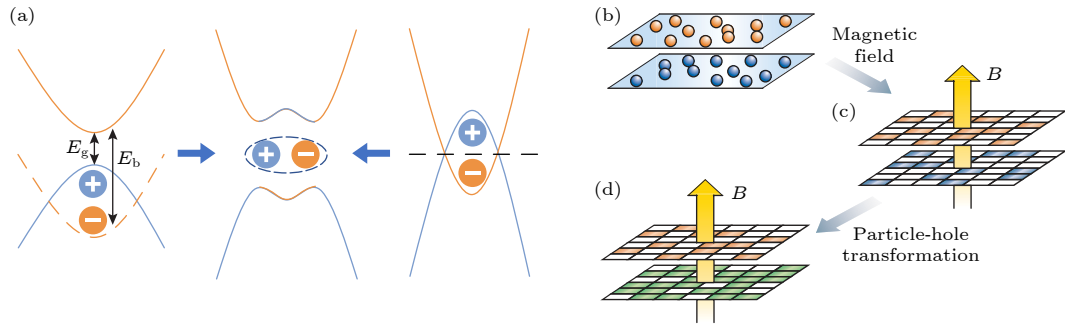 (a)
E_g
E_b
+
−
+
−
+
−
(b)
Magnetic
field
B
(c)
(d)
B
Particle-hole
transformation